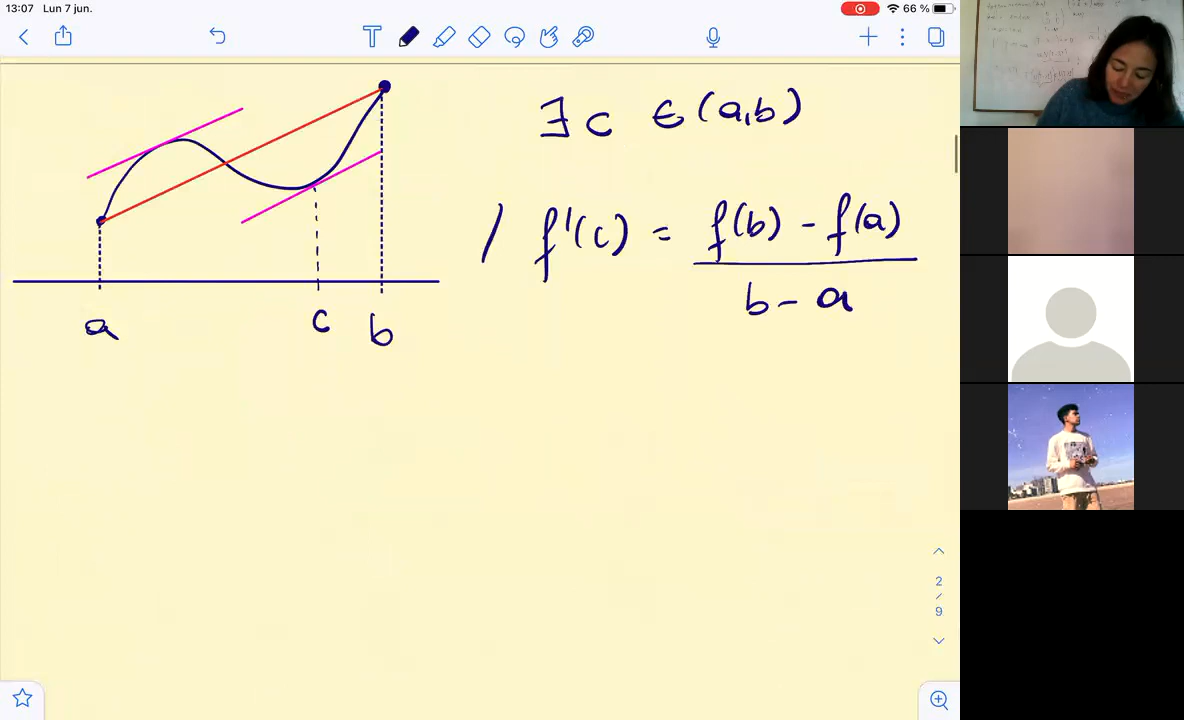 13:07 Lun 7 jun.
66 %
T
∃ c ∈ (a,b)
/ f'(c) = f(b) - f(a)
b - a
a
c
b
2
/
9